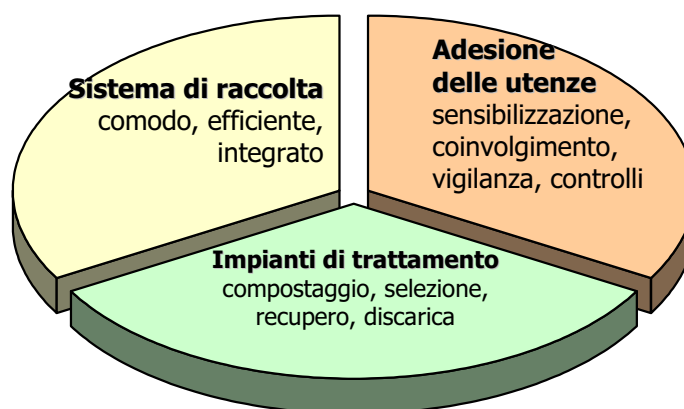 Sistema di raccolta
comodo, efficiente,
integrato
Adesione
delle utenze
sensibilizzazione,
coinvolgimento,
vigilanza, controlli
Impianti di trattamento
compostaggio, selezione,
recupero, discarica